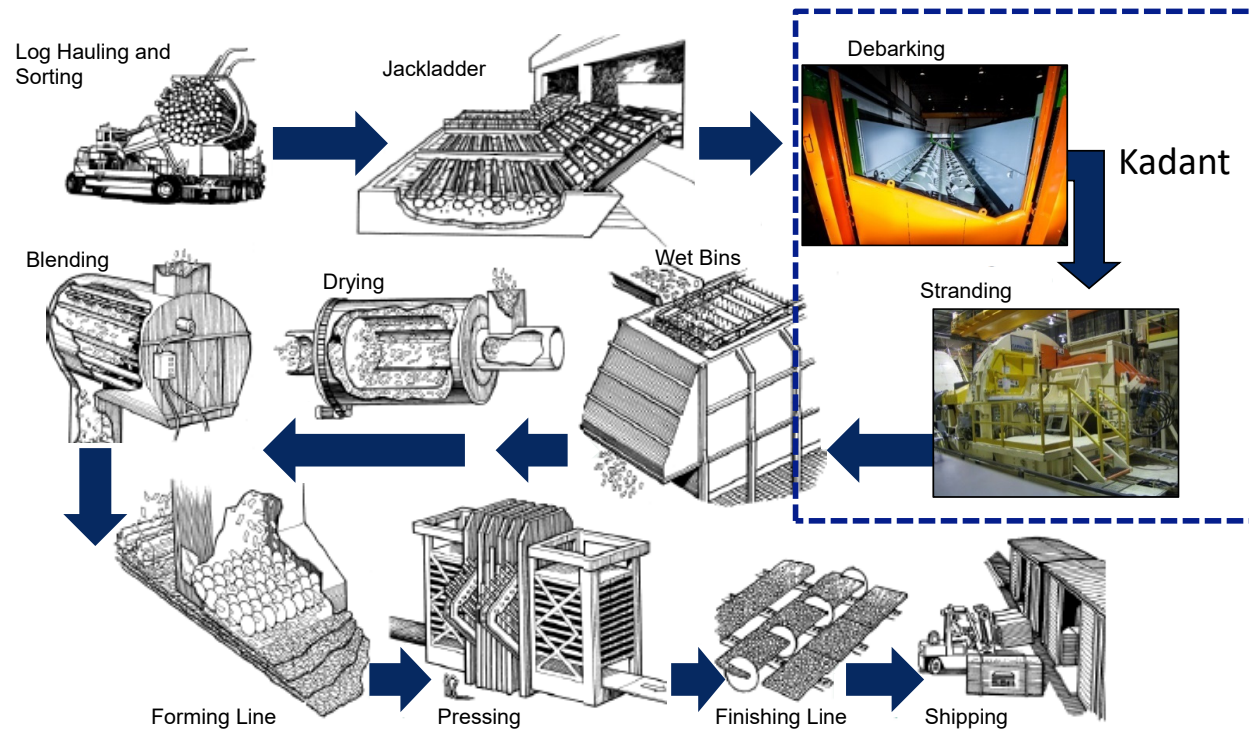 Log Hauling and
Sorting
Jackladder
Debarking
Kadant
Stranding
Wet Bins
Drying
Blending
Forming Line
Pressing
Finishing Line
Shipping